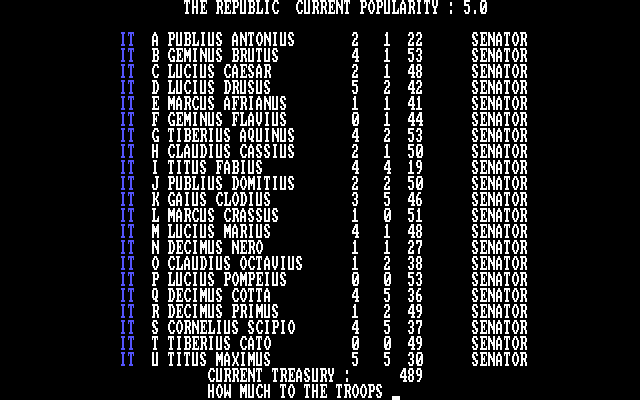 THE REPUBLIC CURRENT POPULARITY : 5.0
IT A PUBLIUS ANTONIUS 2 1 22 SENATOR
IT B GEMINUS BRUTUS 4 1 53 SENATOR
IT C LUCIUS CAESAR 2 1 48 SENATOR
IT D LUCIUS DRUSUS 5 2 42 SENATOR
IT E MARCUS AFRIANUS 1 1 41 SENATOR
IT F GEMINUS FLAVIUS 0 1 44 SENATOR
IT G TIBERIUS AQUINUS 4 2 53 SENATOR
IT H CLAUDIUS CASSIUS 2 1 50 SENATOR
IT I TITUS FABIUS 4 4 19 SENATOR
IT J PUBLIUS DOMITIUS 2 2 50 SENATOR
IT K GAIUS CLODIUS 3 5 46 SENATOR
IT L MARCUS CRASSUS 1 0 51 SENATOR
IT M LUCIUS MARIUS 4 1 48 SENATOR
IT N DECIMUS NERO 1 1 27 SENATOR
IT O CLAUDIUS OCTAVIUS 1 2 38 SENATOR
IT P LUCIUS POMPEIUS 0 0 53 SENATOR
IT Q DECIMUS COTTA 4 5 36 SENATOR
IT R DECIMUS PRIMUS 1 2 49 SENATOR
IT S CORNELIUS SCIPIO 4 5 37 SENATOR
IT T TIBERIUS CATO 0 0 49 SENATOR
IT U TITUS MAXIMUS 5 5 30 SENATOR
CURRENT TREASURY : 489
HOW MUCH TO THE TROOPS _